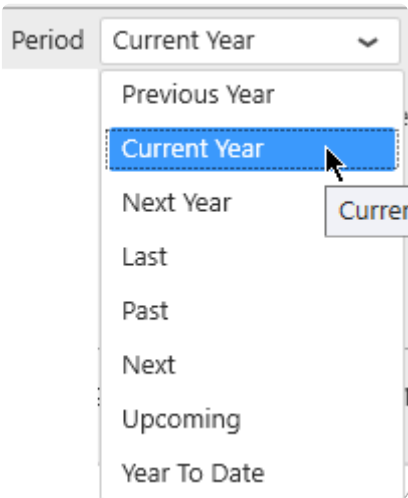 Period Current Year
Previous Year
Current Year
Next Year
Last
Past
Next
Upcoming
Year To Date